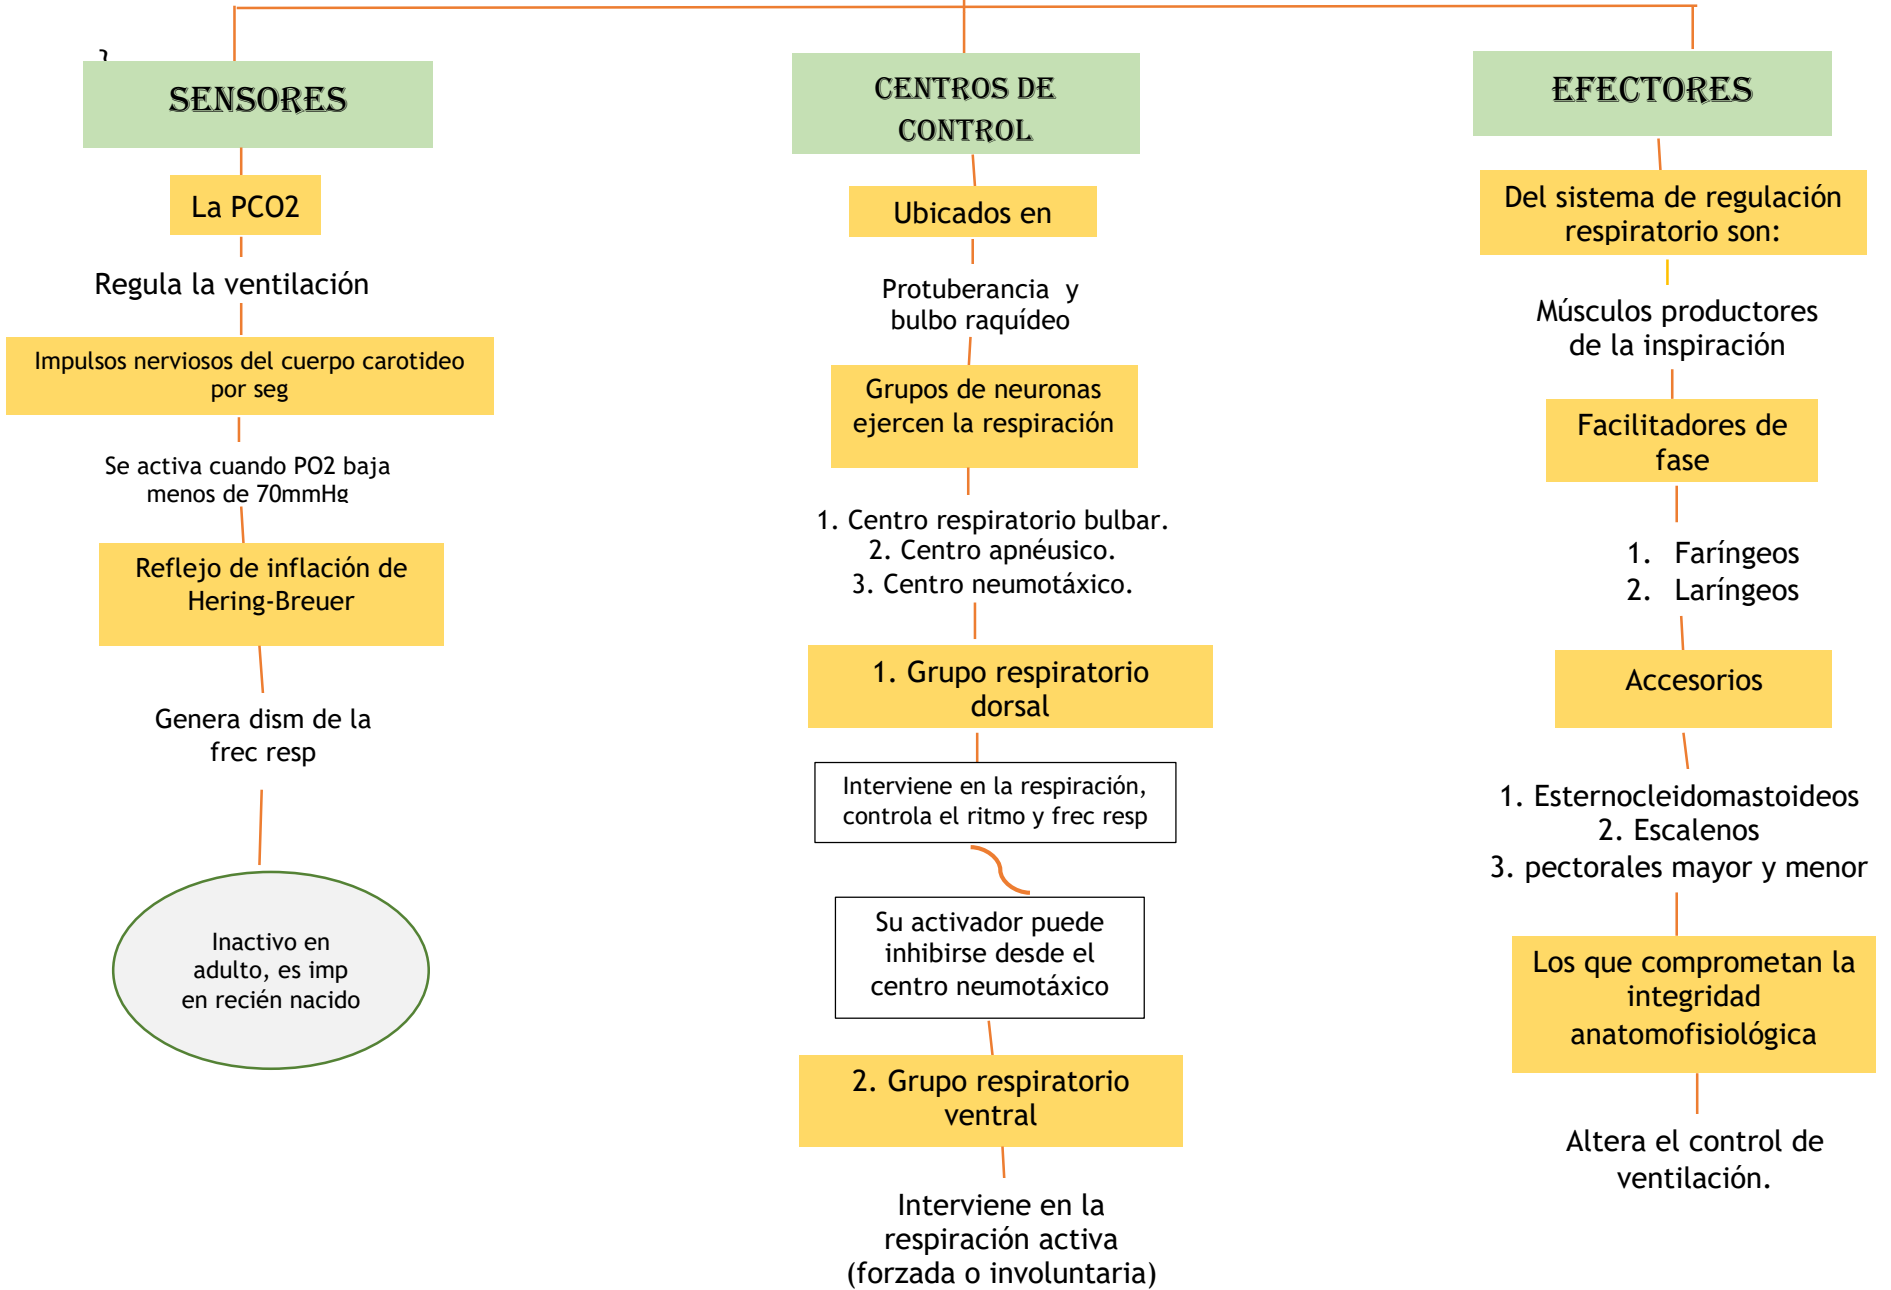 }
SENSORES
La PCO2
Regula la ventilación
Impulsos nerviosos del cuerpo carotideo
por seg
Se activa cuando PO2 baja
menos de 70mmHg
Reflejo de inflación de
Hering-Breuer
Genera dism de la
frec resp
Inactivo en
adulto, es imp
en recién nacido
CENTROS DE
CONTROL
Ubicados en
Protuberancia y
bulbo raquídeo
Grupos de neuronas
ejercen la respiración
1. Centro respiratorio bulbar.
2. Centro apnéusico.
3. Centro neumotáxico.
1. Grupo respiratorio
dorsal
Interviene en la respiración,
controla el ritmo y frec resp
Su activador puede
inhibirse desde el
centro neumotáxico
2. Grupo respiratorio
ventral
Interviene en la
respiración activa
(forzada o involuntaria)
EFECTORES
Del sistema de regulación
respiratorio son:
Músculos productores
de la inspiración
Facilitadores de
fase
1. Faríngeos
2. Laríngeos
Accesorios
1. Esternocleidomastoideos
2. Escalenos
3. pectorales mayor y menor
Los que comprometan la
integridad
anatomofisiológica
Altera el control de
ventilación.